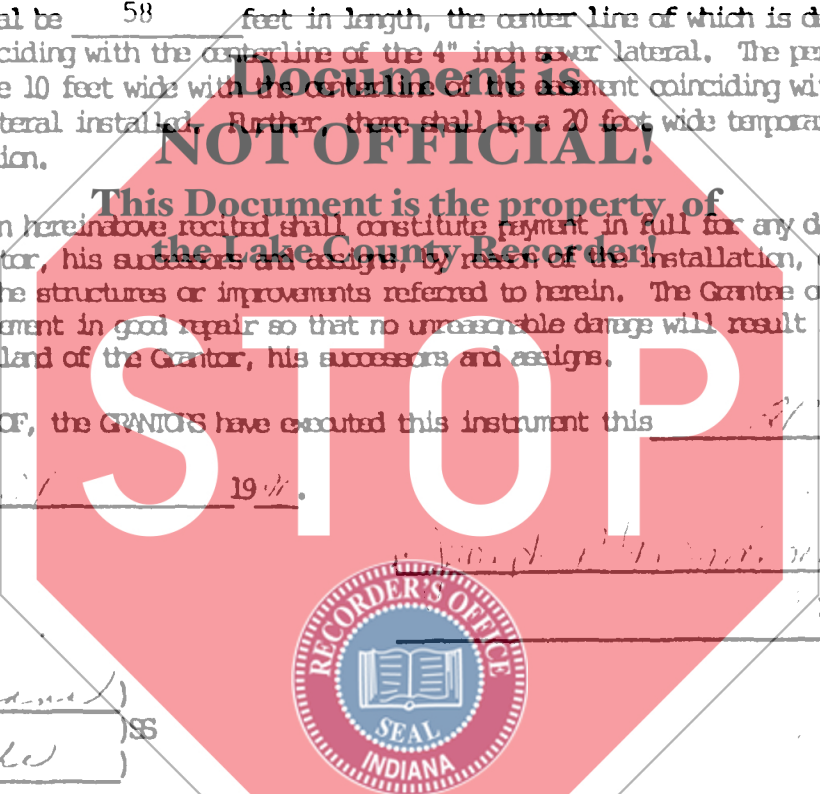 al be 58 feet in length, the center line of which is d
ciding with the centerline of the 4" inch sewer lateral. The pe
e 10 feet wide with the centerline of the easement coinciding wi
Document is
teral installed. Further, there shall be a 20 foot wide tempora
NOT OFFICIAL!
ion.
This Document is the property of
n hereinabove recited shall constitute payment in full for any d
the Lake County Recorder!
tor, his successors and assigns, by reason of the installation,
he structures or improvements referred to herein. The Grantee
ement in good repair so that no unreasonable damage will result
land of the Grantor, his successors and assigns.
STOP
OF, the GRANTORS have executed this instrument this
19
RECORDER'S OFFICE
SEAL
INDIANA
)
)SS
)